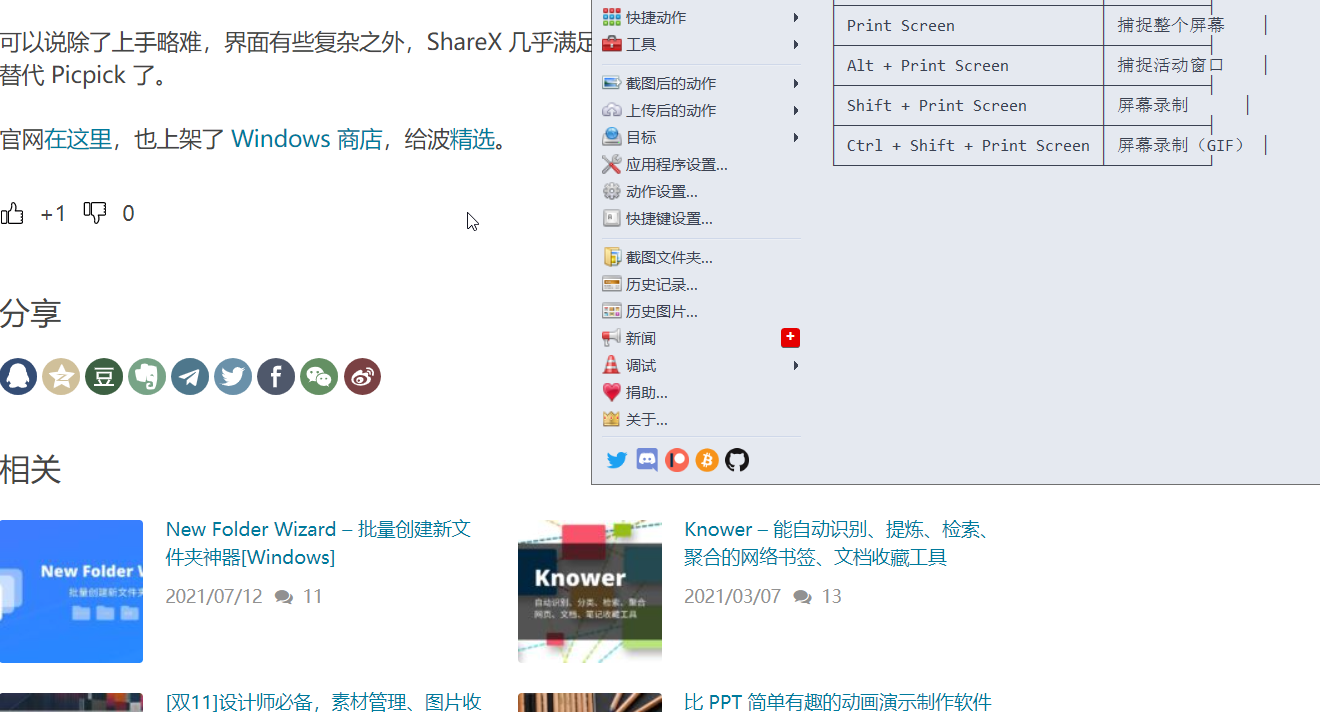 可以说除了上手略难，界面有些复杂之外，ShareX 几乎满足
替代 Picpick 了。
官网在这里，也上架了 Windows 商店，给波精选。
+1 0
分享
豆
相关
New Folder Wizard – 批量创建新文
件夹神器[Windows]
2021/07/12 11
New Folder W
批量创建新文件夹
Knower – 能自动识别、提炼、检索、
聚合的网络书签、文档收藏工具
2021/03/07 13
Knower
自动识别、分类、检索、聚合
网页、文档、笔记收藏工具
[双11]设计师必备，素材管理、图片收
比 PPT 简单有趣的动画演示制作软件
快捷动作
工具
截图后的动作
上传后的动作
目标
应用程序设置...
动作设置...
快捷键设置...
截图文件夹...
历史记录...
历史图片...
新闻
+
调试
捐助...
关于...
Print Screen 捕捉整个屏幕
Alt + Print Screen 捕捉活动窗口
Shift + Print Screen 屏幕录制
Ctrl + Shift + Print Screen 屏幕录制（GIF）